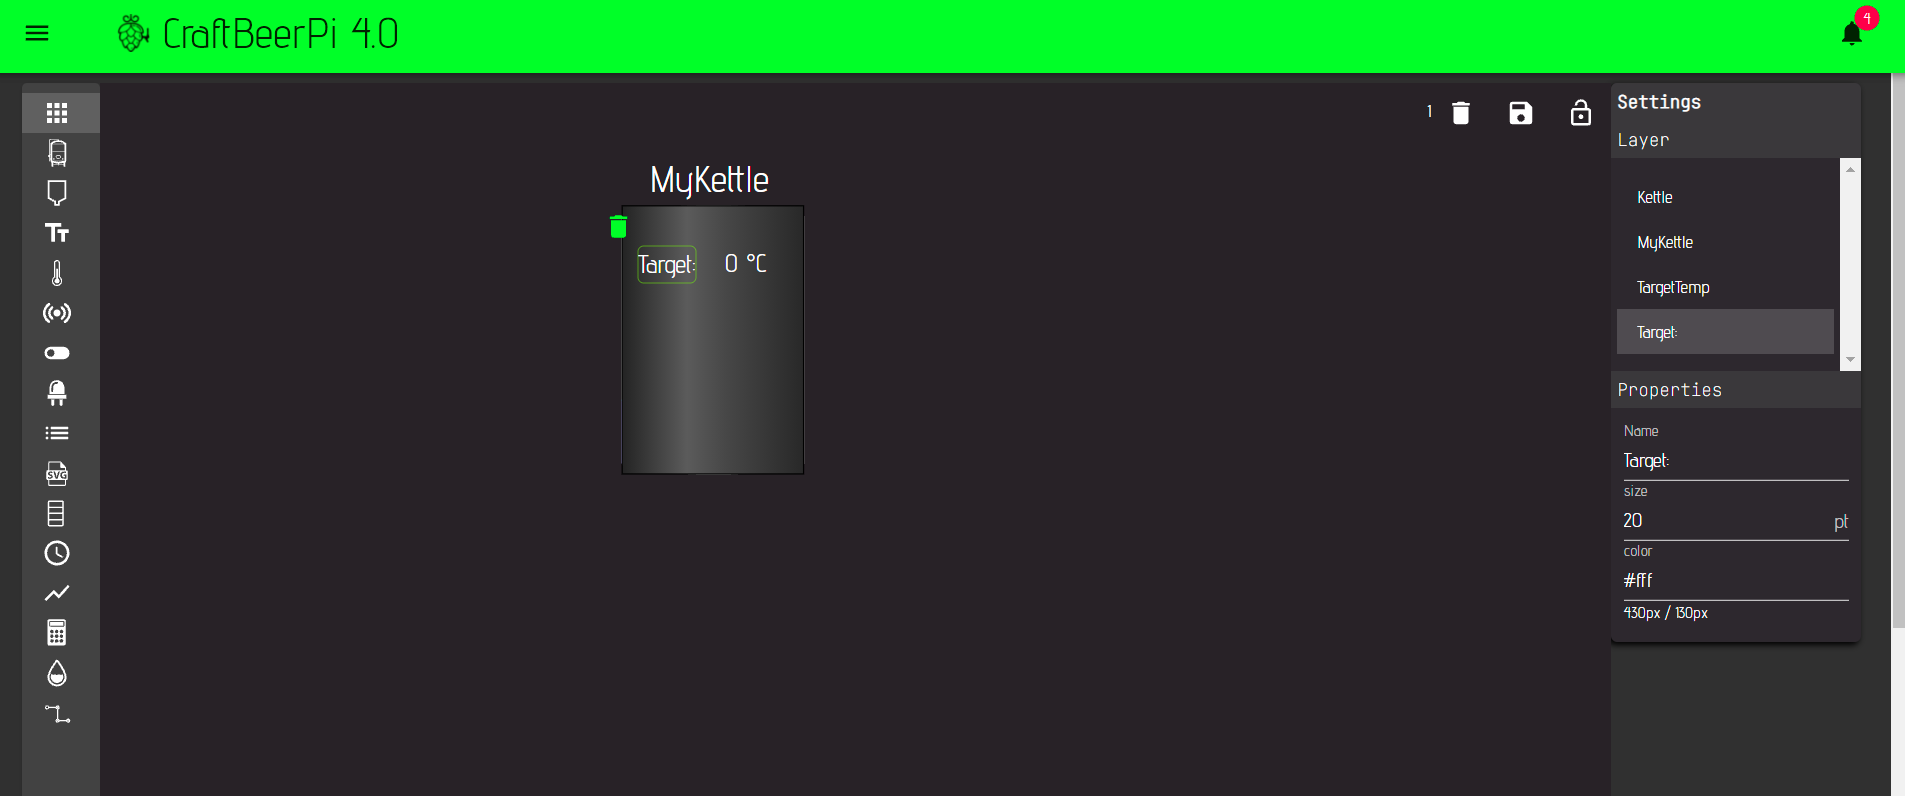 CraftBeerPi 4.0
4
1
Settings
Layer
Kettle
MyKettle
TargetTemp
Target:
MyKettle
Target: 0 °C
Properties
Name
Target:
size
20 pt
color
#fff
430px / 130px
SVG